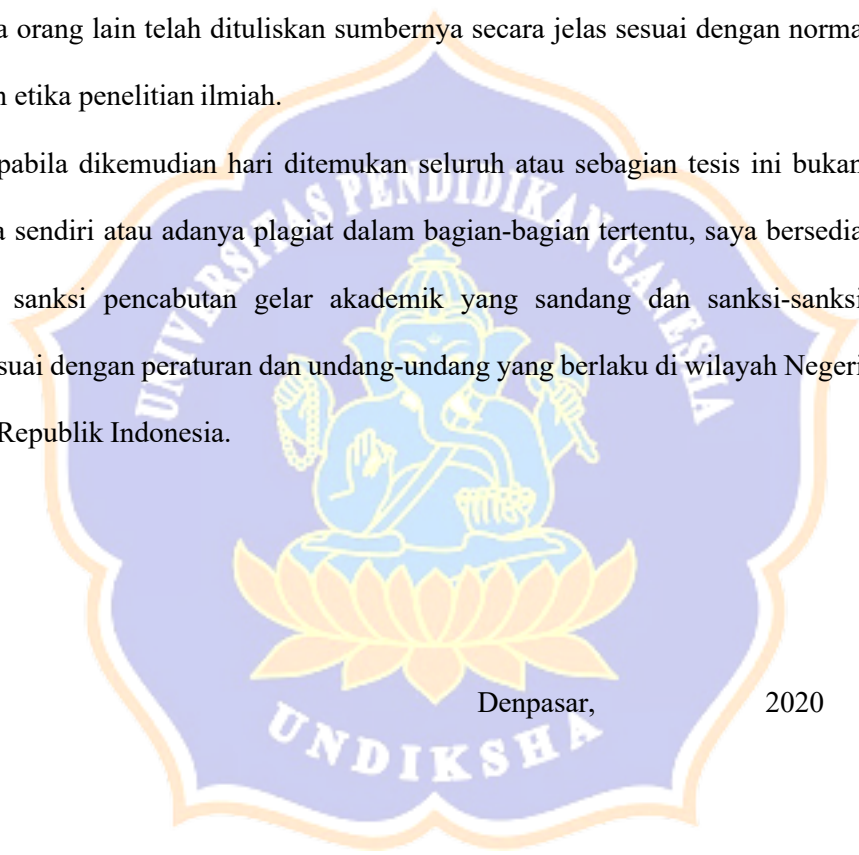 a orang lain telah dituliskan sumbernya secara jelas sesuai dengan norma
n etika penelitian ilmiah.
pabila dikemudian hari ditemukan seluruh atau sebagian tesis ini bukan
a sendiri atau adanya plagiat dalam bagian-bagian tertentu, saya bersedia
sanksi pencabutan gelar akademik yang sandang dan sanksi-sanksi
suai dengan peraturan dan undang-undang yang berlaku di wilayah Negeri
Republik Indonesia.
UNIVERSITAS PENDIDIKAN GANESHA
Denpasar, 2020
UNDIKSHA